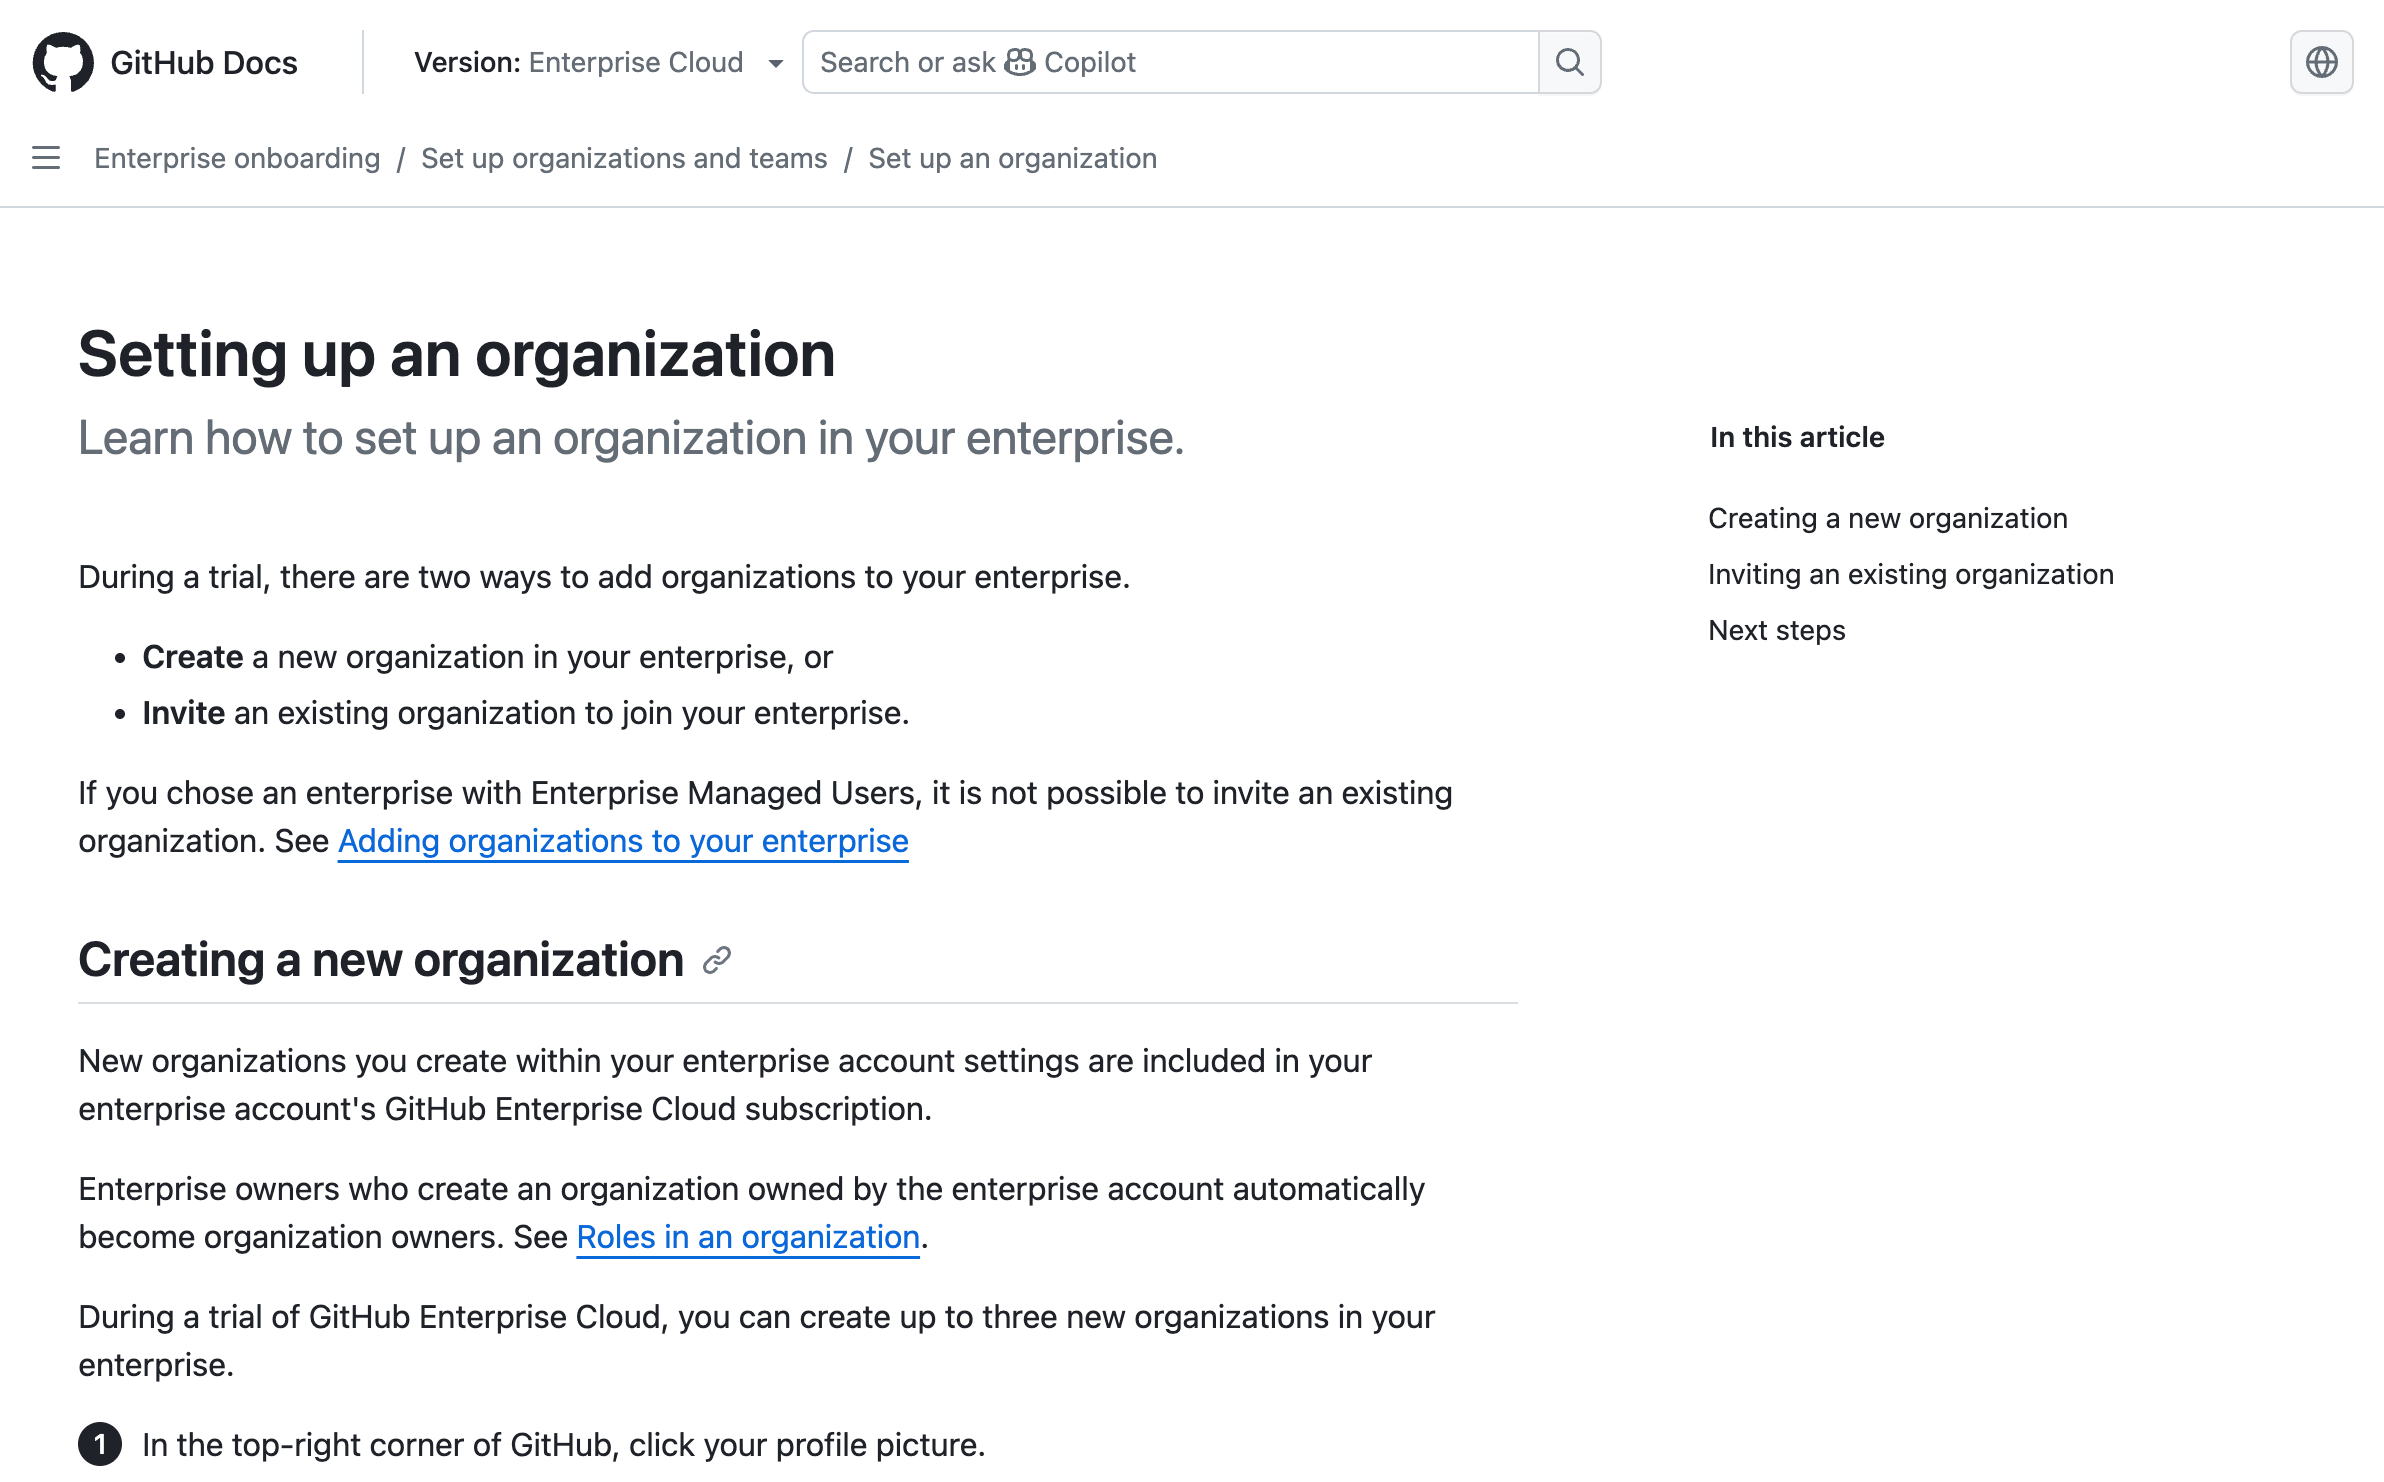 GitHub Docs
Version: Enterprise Cloud
Search or ask Copilot
Enterprise onboarding / Set up organizations and teams / Set up an organization
Setting up an organization
Learn how to set up an organization in your enterprise.
During a trial, there are two ways to add organizations to your enterprise.
• Create a new organization in your enterprise, or
• Invite an existing organization to join your enterprise.
If you chose an enterprise with Enterprise Managed Users, it is not possible to invite an existing
organization. See Adding organizations to your enterprise
Creating a new organization
New organizations you create within your enterprise account settings are included in your
enterprise account's GitHub Enterprise Cloud subscription.
Enterprise owners who create an organization owned by the enterprise account automatically
become organization owners. See Roles in an organization.
During a trial of GitHub Enterprise Cloud, you can create up to three new organizations in your
enterprise.
1 In the top-right corner of GitHub, click your profile picture.
In this article
Creating a new organization
Inviting an existing organization
Next steps